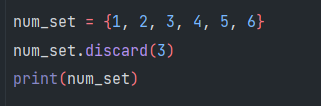 num_set = {1, 2, 3, 4, 5, 6}
num_set.discard(3)
print(num_set)